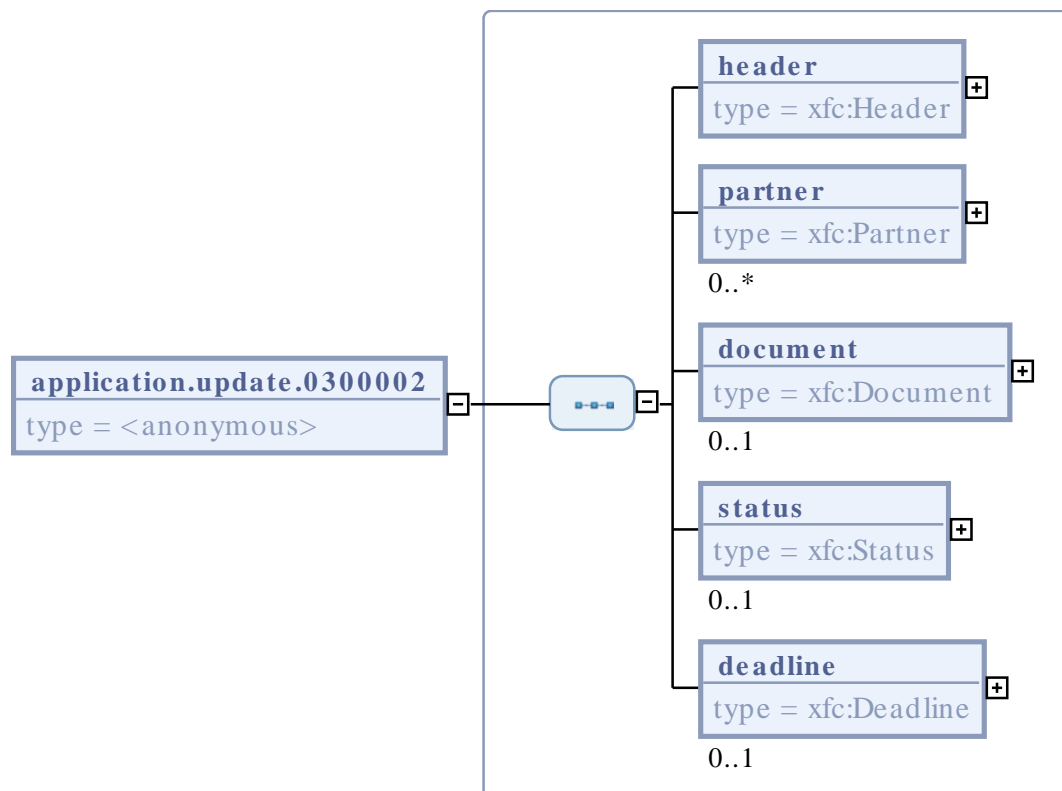 application.update.0300002
type = <anonymous>
header
type = xfc:Header
partner
type = xfc:Partner
0..*
document
type = xfc:Document
0..1
status
type = xfc:Status
0..1
deadline
type = xfc:Deadline
0..1